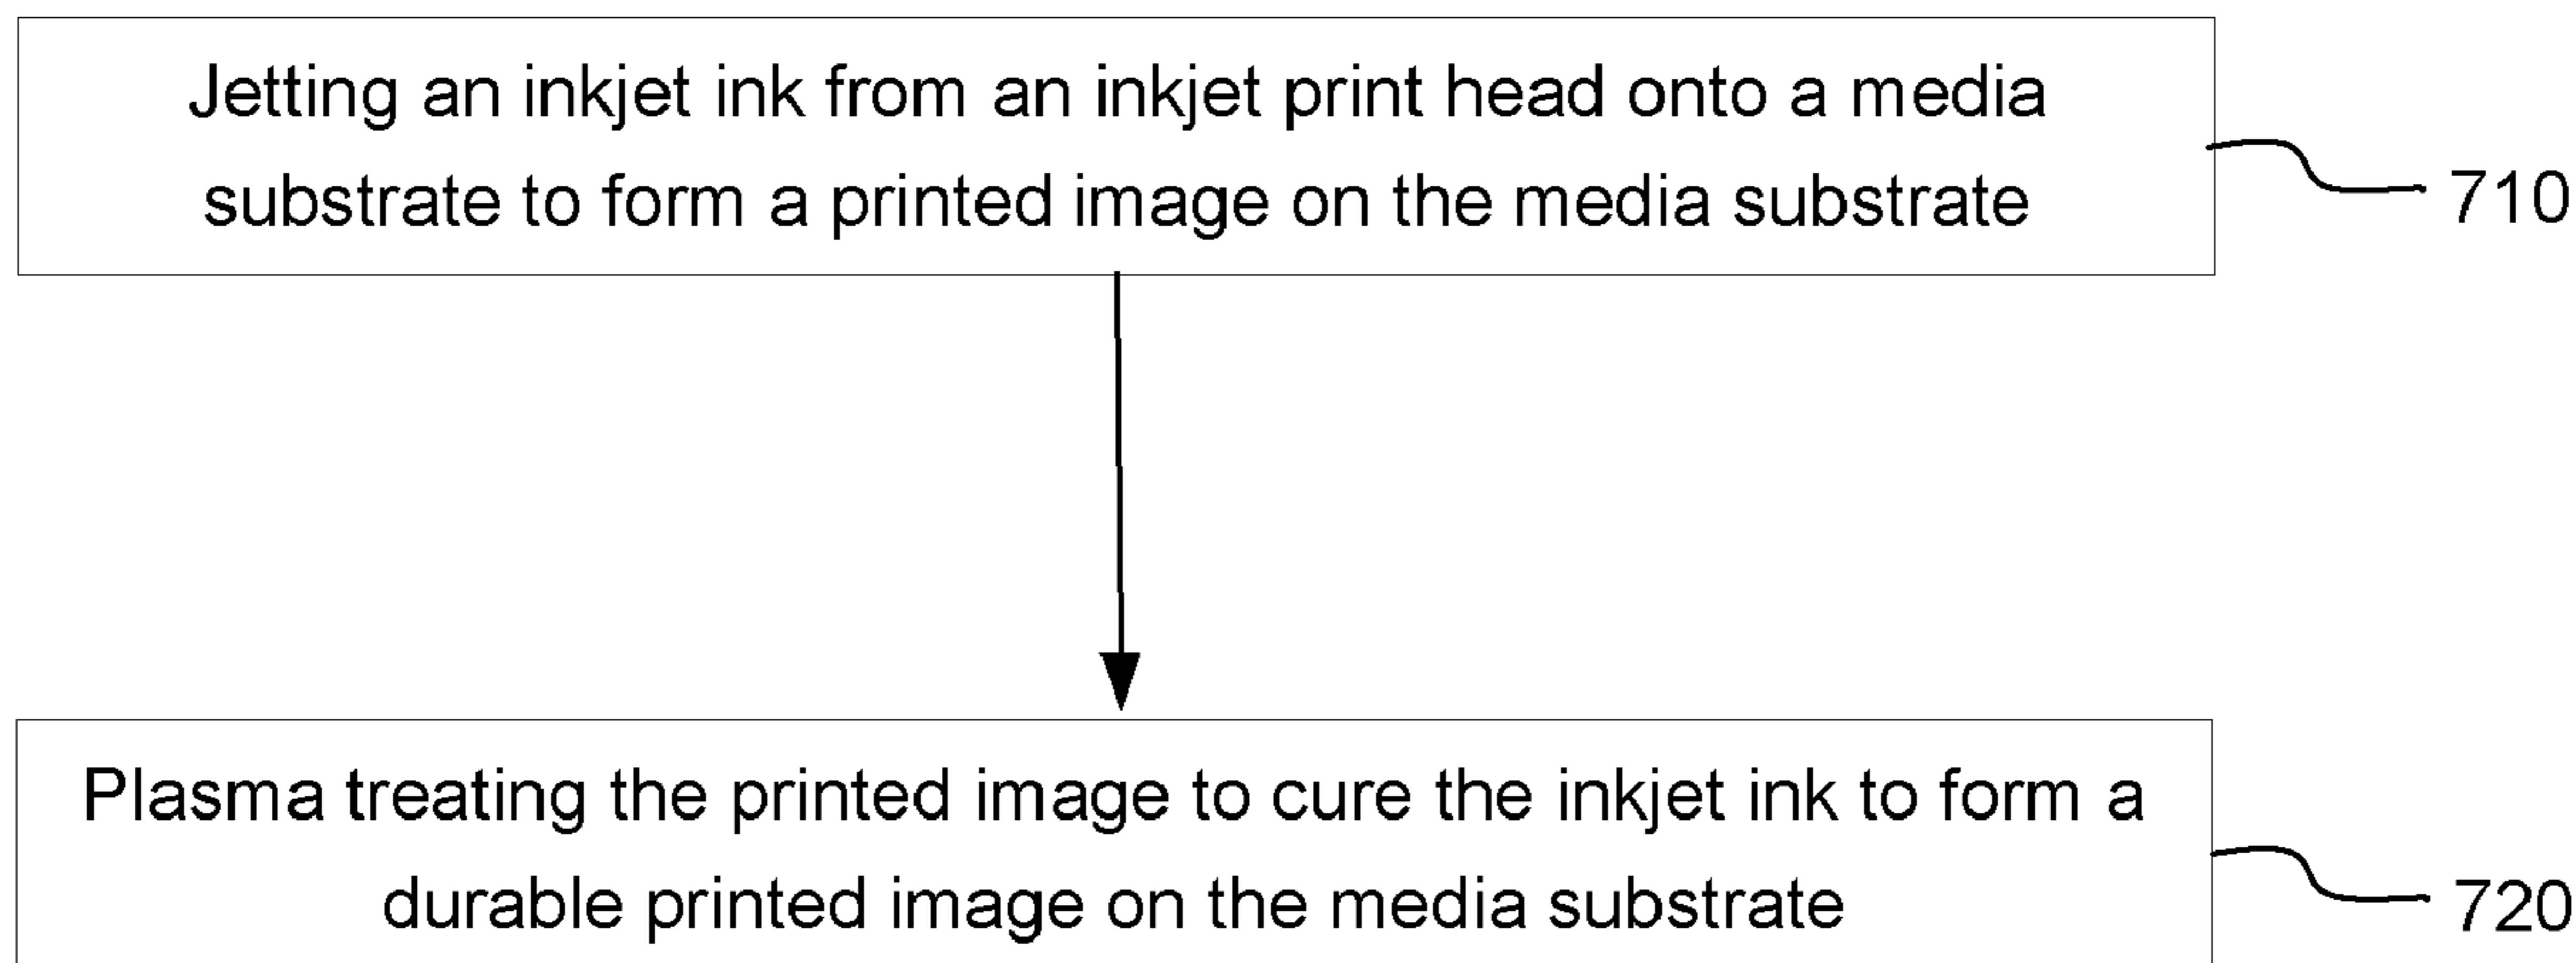 Jetting an inkjet ink from an inkjet print head onto a media
substrate to form a printed image on the media substrate
710
Plasma treating the printed image to cure the inkjet ink to form a
durable printed image on the media substrate
720